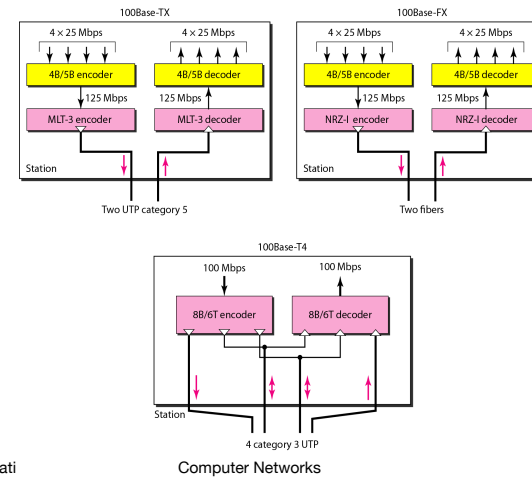 100Base-TX
4 × 25 Mbps
4 × 25 Mbps
4B/5B encoder
4B/5B decoder
125 Mbps
125 Mbps
MLT-3 encoder
MLT-3 decoder
Station
Two UTP category 5
100Base-FX
4 × 25 Mbps
4 × 25 Mbps
4B/5B encoder
4B/5B decoder
125 Mbps
125 Mbps
NRZ-I encoder
NRZ-I decoder
Station
Two fibers
100Base-T4
100 Mbps
100 Mbps
8B/6T encoder
8B/6T decoder
Station
4 category 3 UTP
ati
Computer Networks